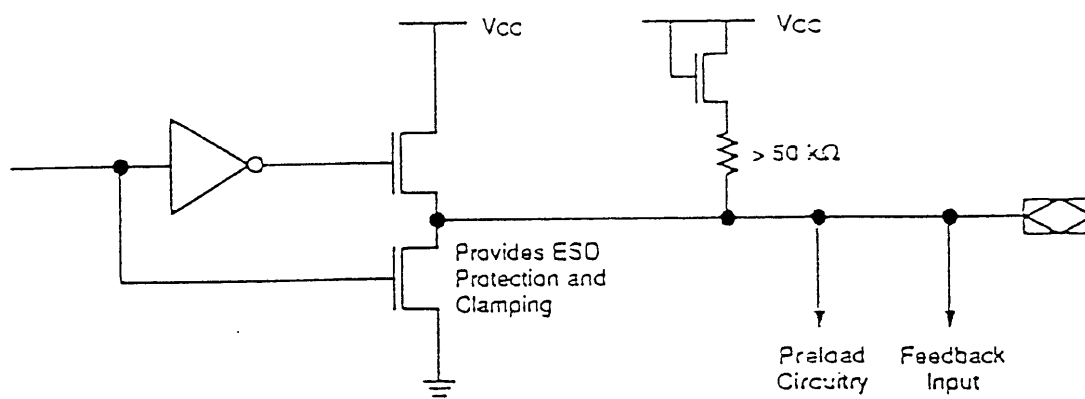 Vcc
Vcc
> 50 kΩ
Provides ESD
Protection and
Clamping
Preload
Circuitry
Feedback
Input